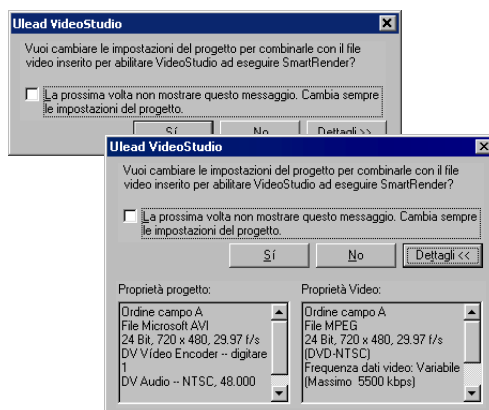 Ulead VideoStudio
Vuoi cambiare le impostazioni del progetto per combinarle con il file
video inserito per abilitare VideoStudio ad eseguire SmartRender?
La prossima volta non mostrare questo messaggio. Cambia sempre
le impostazioni del progetto.
Sí
No
Dettagli >>
Ulead VideoStudio
Vuoi cambiare le impostazioni del progetto per combinarle con il file
video inserito per abilitare VideoStudio ad eseguire SmartRender?
La prossima volta non mostrare questo messaggio. Cambia sempre
le impostazioni del progetto.
Sí
No
Dettagli <<
Proprietà progetto:
Ordine campo A
File Microsoft AVI
24 Bit, 720 x 480, 29.97 f/s
DV Vídeo Encoder -- digitare
1
DV Audio -- NTSC, 48.000
Proprietà Video:
Ordine campo A
File MPEG
24 Bit, 720 x 480, 29.97 f/s
(DVD-NTSC)
Frequenza dati video: Variabile
(Massimo 5500 kbps)